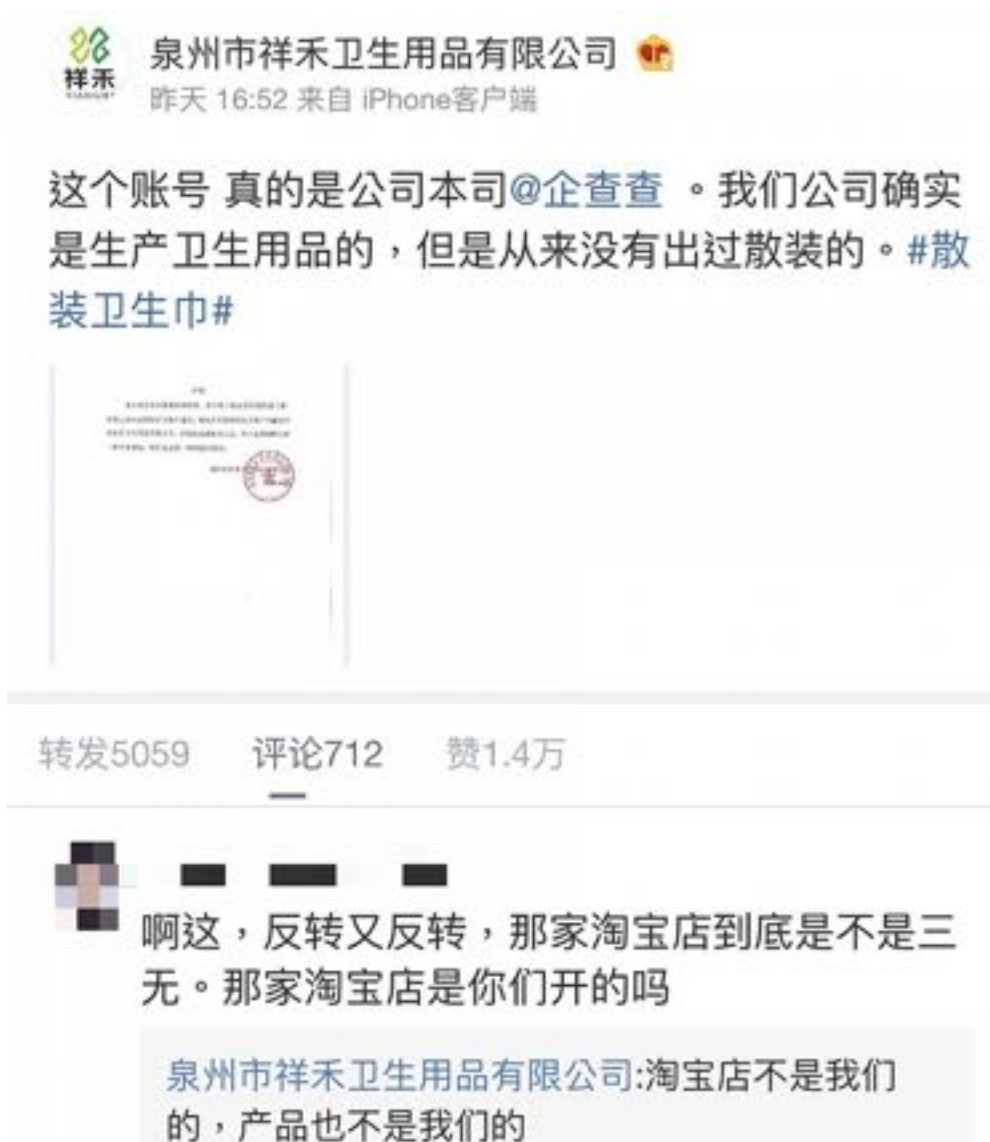 祥禾
泉州市祥禾卫生用品有限公司
昨天 16:52 来自 iPhone客户端
这个账号 真的是公司本司@企查查 。我们公司确实
是生产卫生用品的，但是从来没有出过散装的。#散
装卫生巾#
转发5059 评论712 赞1.4万
啊这，反转又反转，那家淘宝店到底是不是三
无。那家淘宝店是你们开的吗
泉州市祥禾卫生用品有限公司:淘宝店不是我们
的，产品也不是我们的